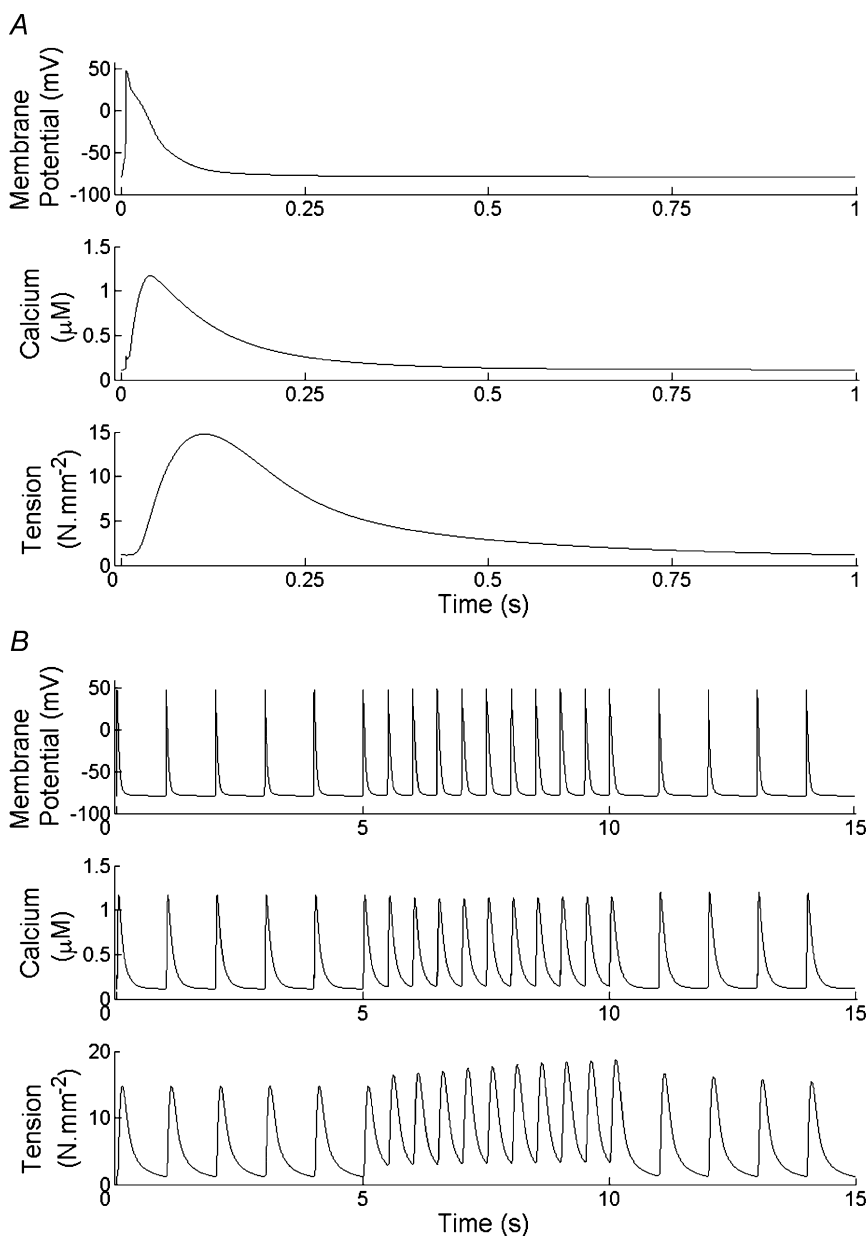 A
Membrane
Potential (mV)
50
0
-50
-100
0 0.25 0.5 0.75 1
Calcium
(μM)
1.5
1
0.5
0
0 0.25 0.5 0.75 1
Tension
(N.mm-2)
15
10
5
0
0 0.25 0.5 0.75 1
Time (s)
B
Membrane
Potential (mV)
50
0
-50
-100
0 5 10 15
Calcium
(μM)
1.5
1
0.5
0
0 5 10 15
Tension
(N.mm-2)
20
10
0
0 5 10 15
Time (s)